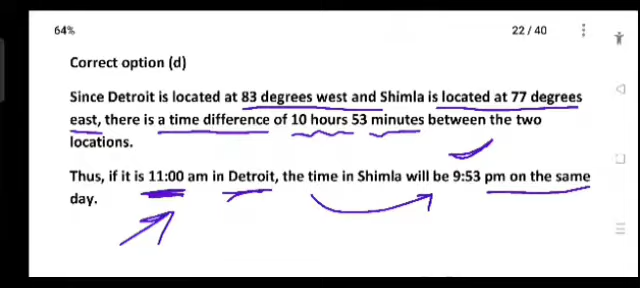 64%
22 / 40
Correct option (d)
Since Detroit is located at 83 degrees west and Shimla is located at 77 degrees
east, there is a time difference of 10 hours 53 minutes between the two
locations.
Thus, if it is 11:00 am in Detroit, the time in Shimla will be 9:53 pm on the same
day.